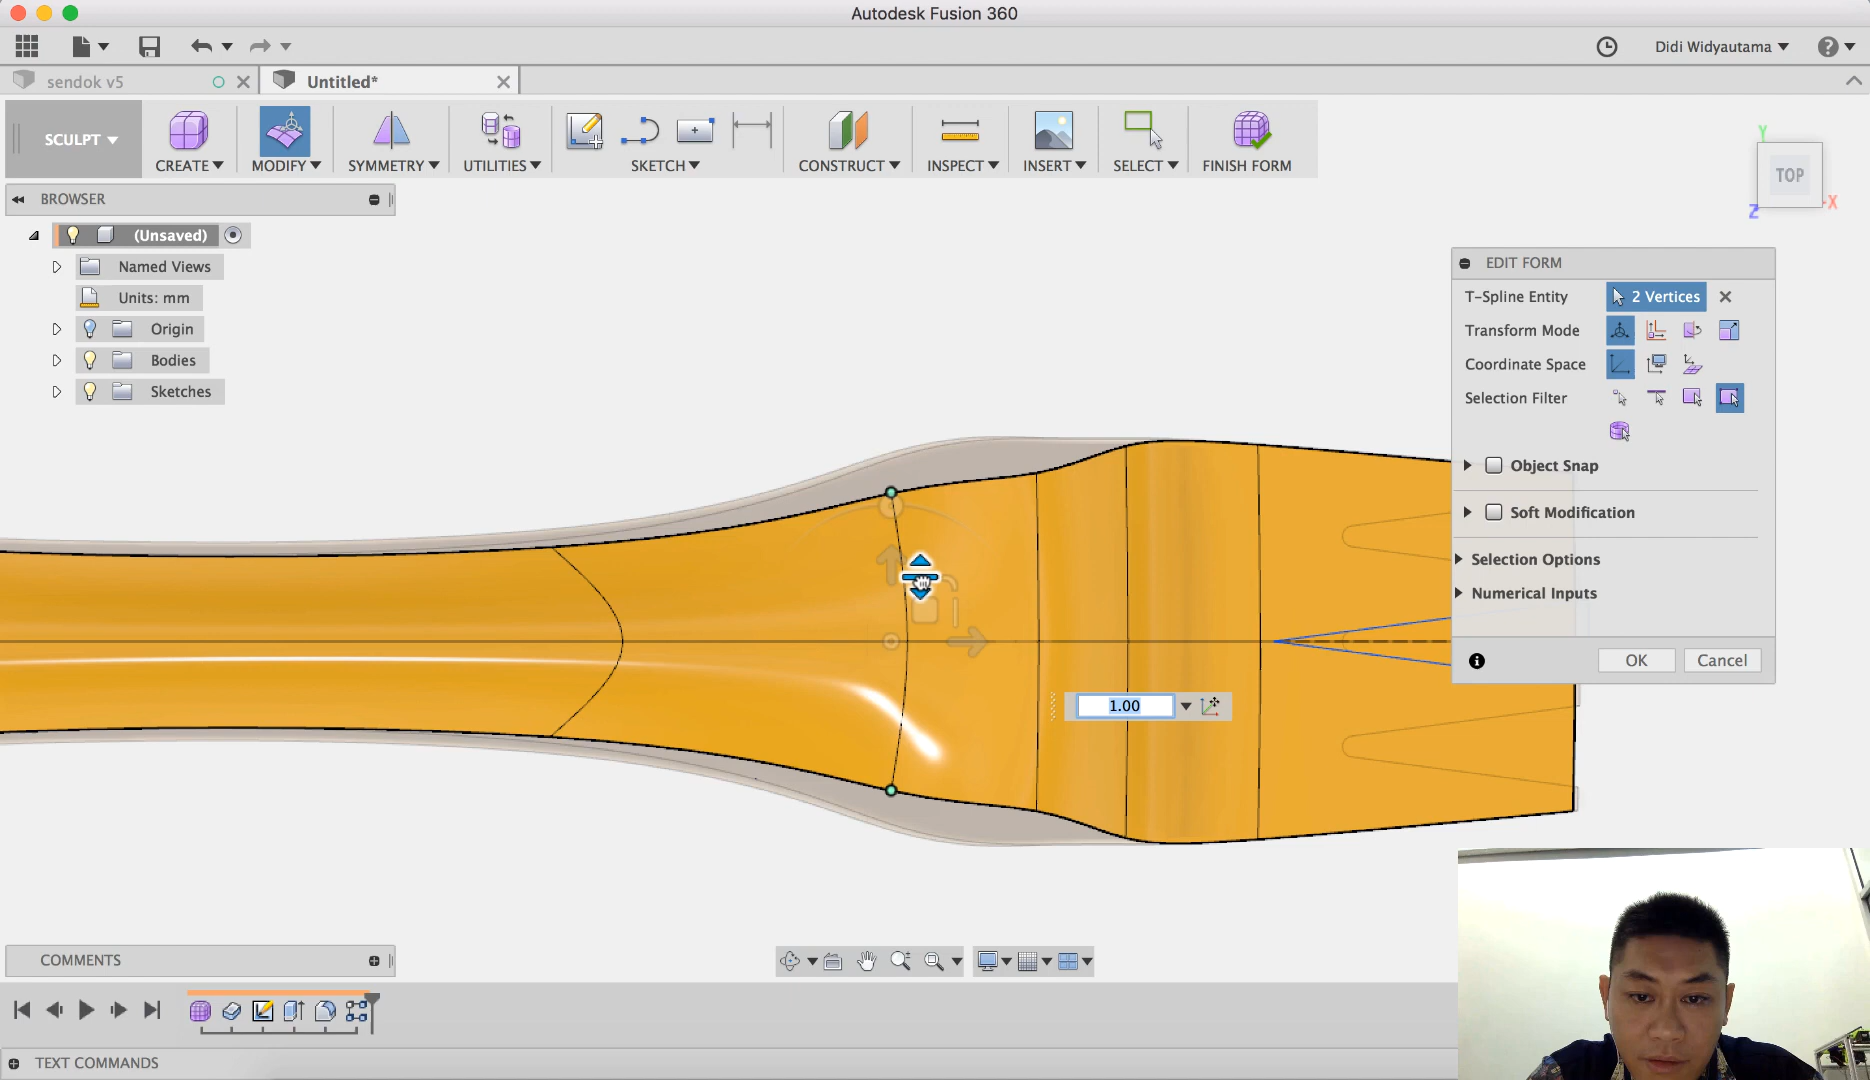 Autodesk Fusion 360
Didi Widyautama
sendok v5
Untitled*
SCULPT
CREATE
MODIFY
SYMMETRY
UTILITIES
SKETCH
CONSTRUCT
INSPECT
INSERT
SELECT
FINISH FORM
BROWSER
(Unsaved)
Named Views
Units: mm
Origin
Bodies
Sketches
Y
TOP
X
Z
EDIT FORM
T-Spline Entity
2 Vertices
Transform Mode
Coordinate Space
Selection Filter
Object Snap
Soft Modification
Selection Options
Numerical Inputs
OK
Cancel
1.00
COMMENTS
TEXT COMMANDS